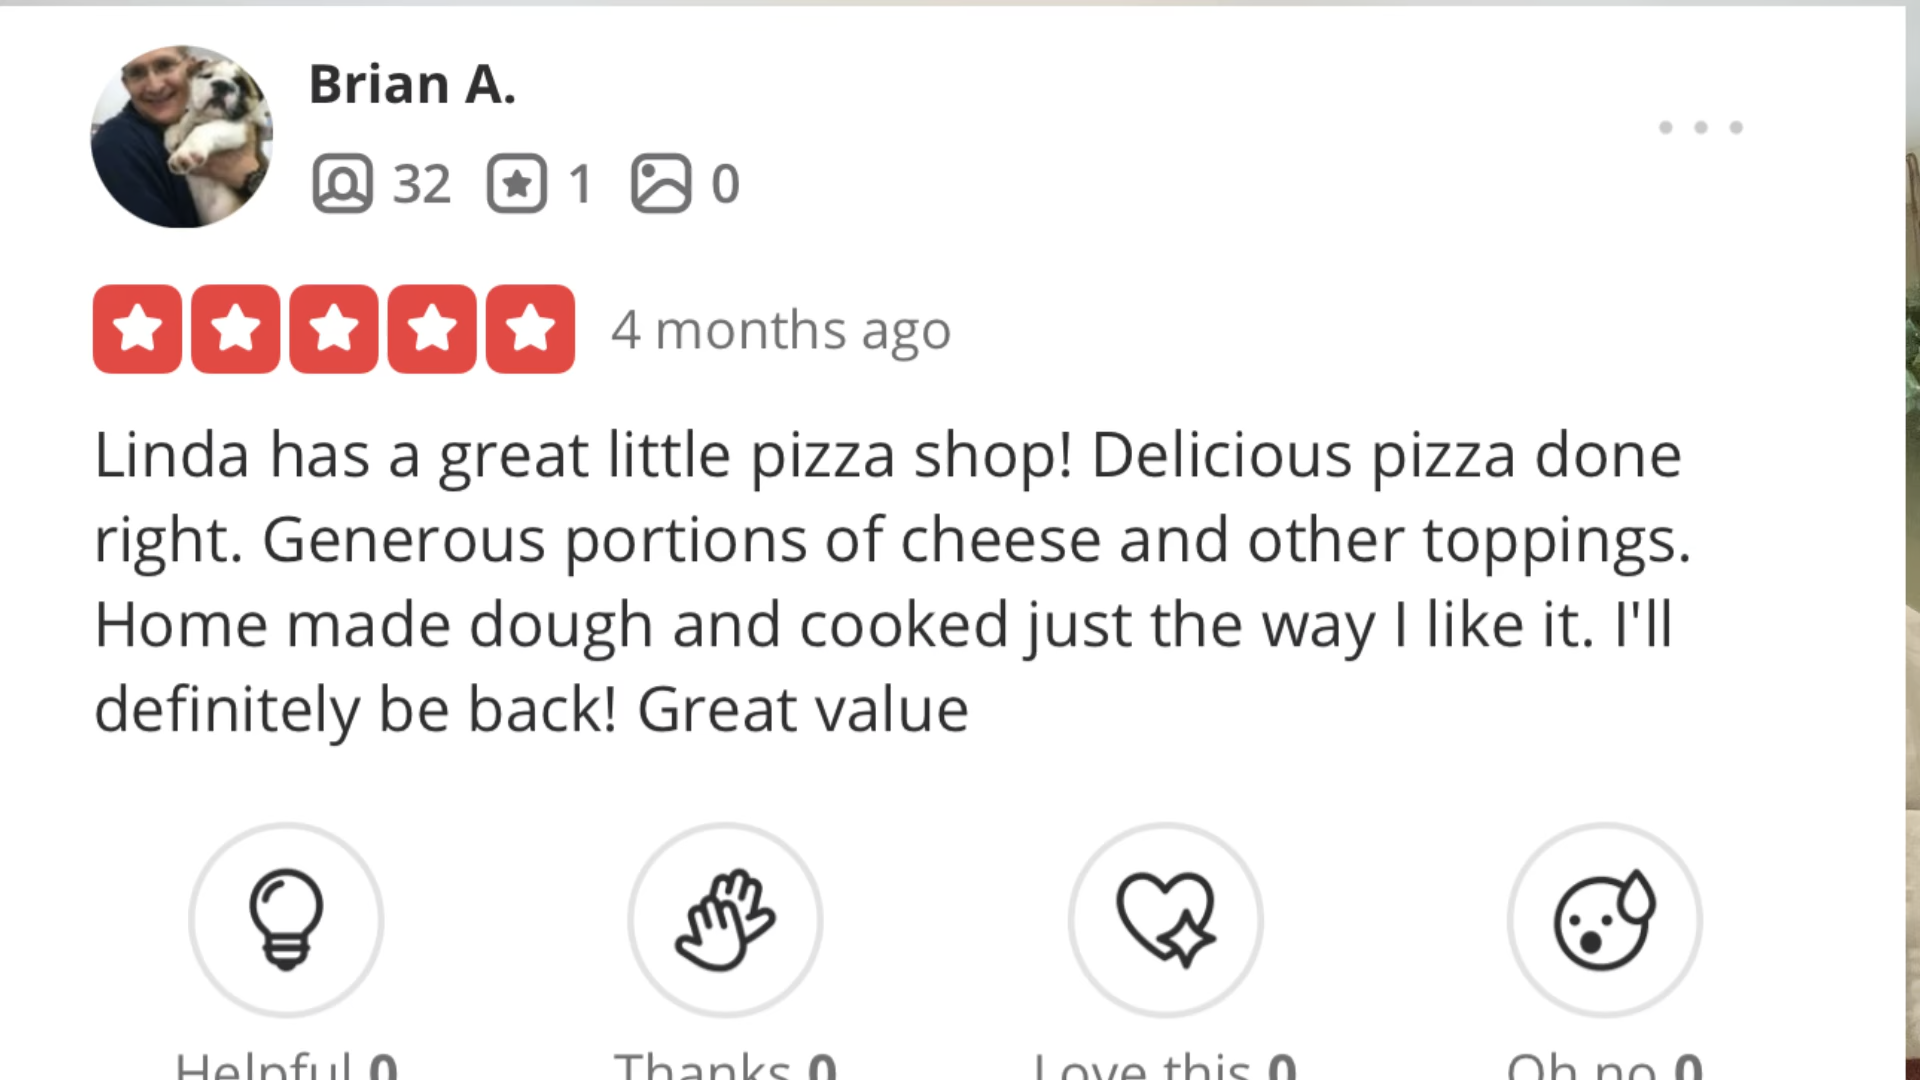 Brian A.
32 1 0
4 months ago
Linda has a great little pizza shop! Delicious pizza done
right. Generous portions of cheese and other toppings.
Home made dough and cooked just the way I like it. I'll
definitely be back! Great value
Helpful 0 Thanks 0 Love this 0 Oh no 0